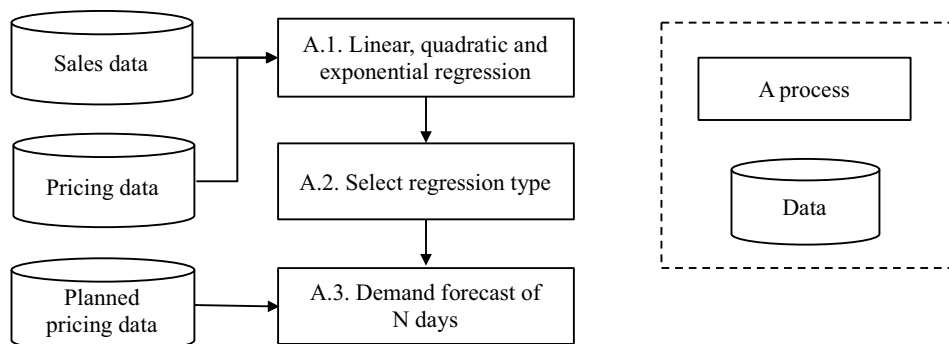 Sales data
A.1. Linear, quadratic and
exponential regression
Pricing data
A.2. Select regression type
Planned
pricing data
A.3. Demand forecast of
N days
A process
Data